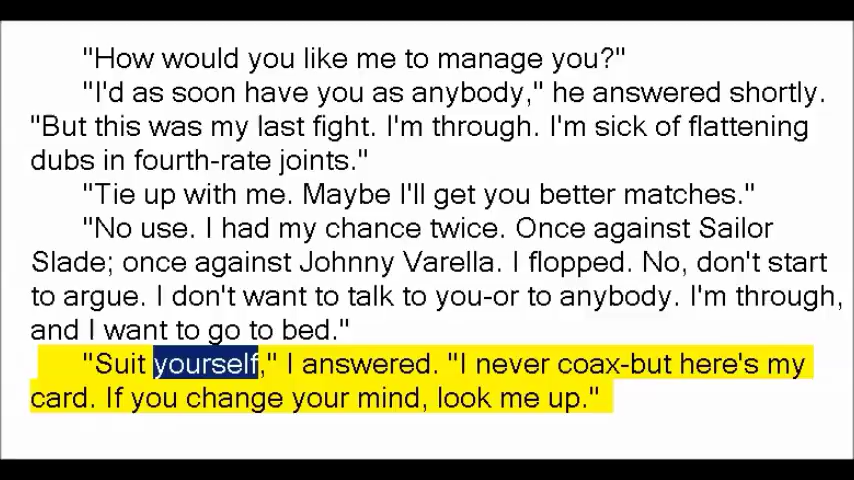 "How would you like me to manage you?"
"I'd as soon have you as anybody," he answered shortly.
"But this was my last fight. I'm through. I'm sick of flattening
dubs in fourth-rate joints."
"Tie up with me. Maybe I'll get you better matches."
"No use. I had my chance twice. Once against Sailor
Slade; once against Johnny Varella. I flopped. No, don't start
to argue. I don't want to talk to you-or to anybody. I'm through,
and I want to go to bed."
"Suit yourself," I answered. "I never coax-but here's my
card. If you change your mind, look me up."